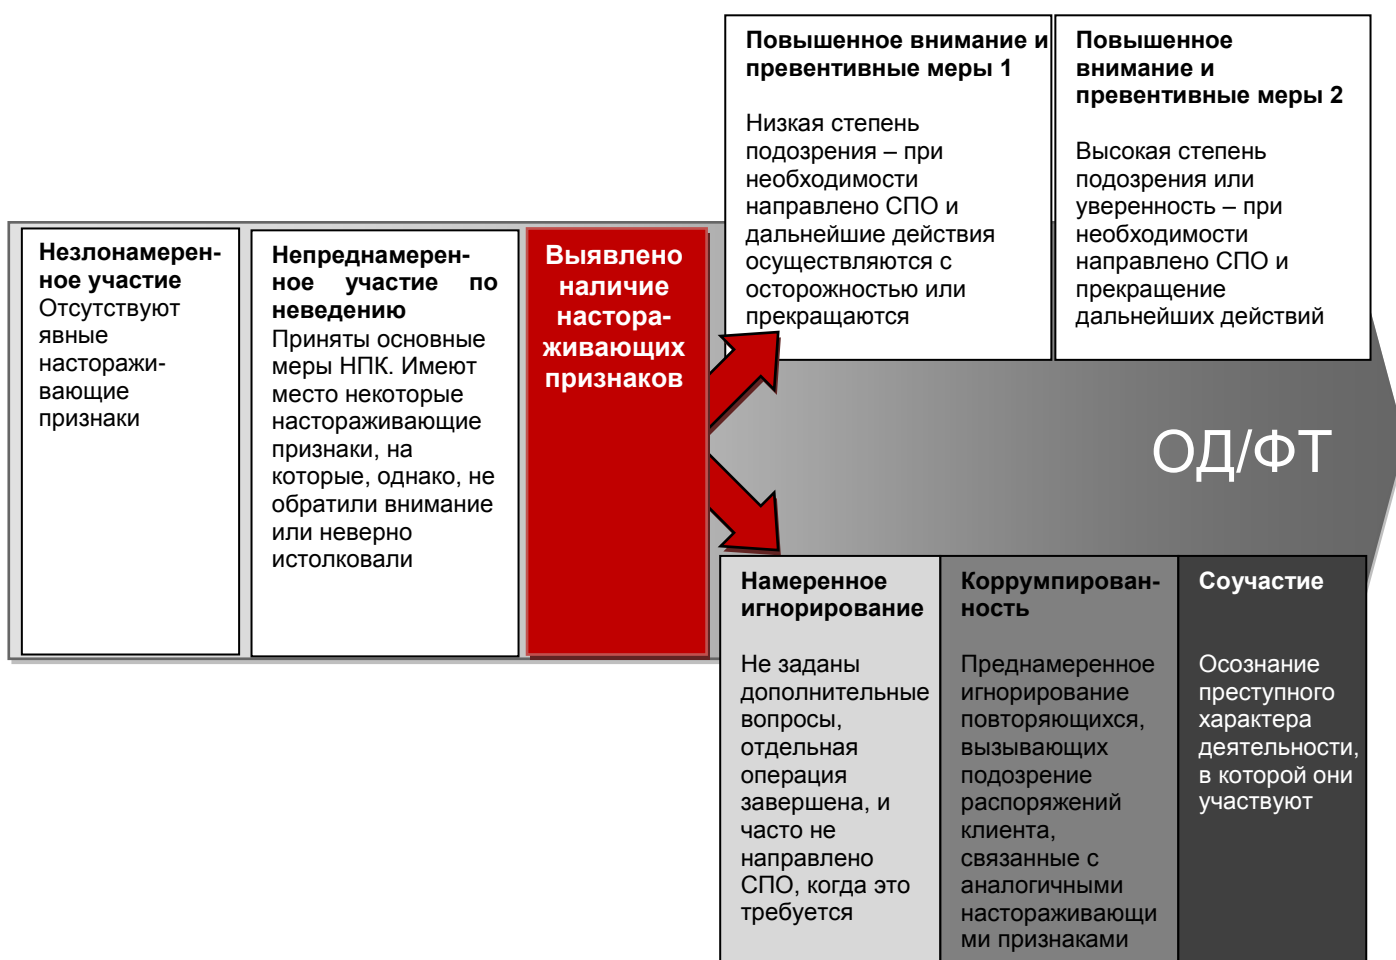 Повышенное внимание и
превентивные меры 1
Низкая степень
подозрения – при
необходимости
направлено СПО и
дальнейшие действия
осуществляются с
осторожностью или
прекращаются
Повышенное
внимание и
превентивные меры 2
Высокая степень
подозрения или
уверенность – при
необходимости
направлено СПО и
прекращение
дальнейших действий
Незлонамерен-
ное участие
Отсутствуют
явные
насторажи-
вающие
признаки
Непреднамерен-
ное участие по
неведению
Приняты основные
меры НПК. Имеют
место некоторые
настораживающие
признаки, на
которые, однако, не
обратили внимание
или неверно
истолковали
Выявлено
наличие
настора-
живающих
признаков
ОД/ФТ
Намеренное
игнорирование
Не заданы
дополнительные
вопросы,
отдельная
операция
завершена, и
часто не
направлено
СПО, когда это
требуется
Коррумпирован-
ность
Преднамеренное
игнорирование
повторяющихся,
вызывающих
подозрение
распоряжений
клиента,
связанные с
аналогичными
настораживающи
ми признаками
Соучастие
Осознание
преступного
характера
деятельности,
в которой они
участвуют